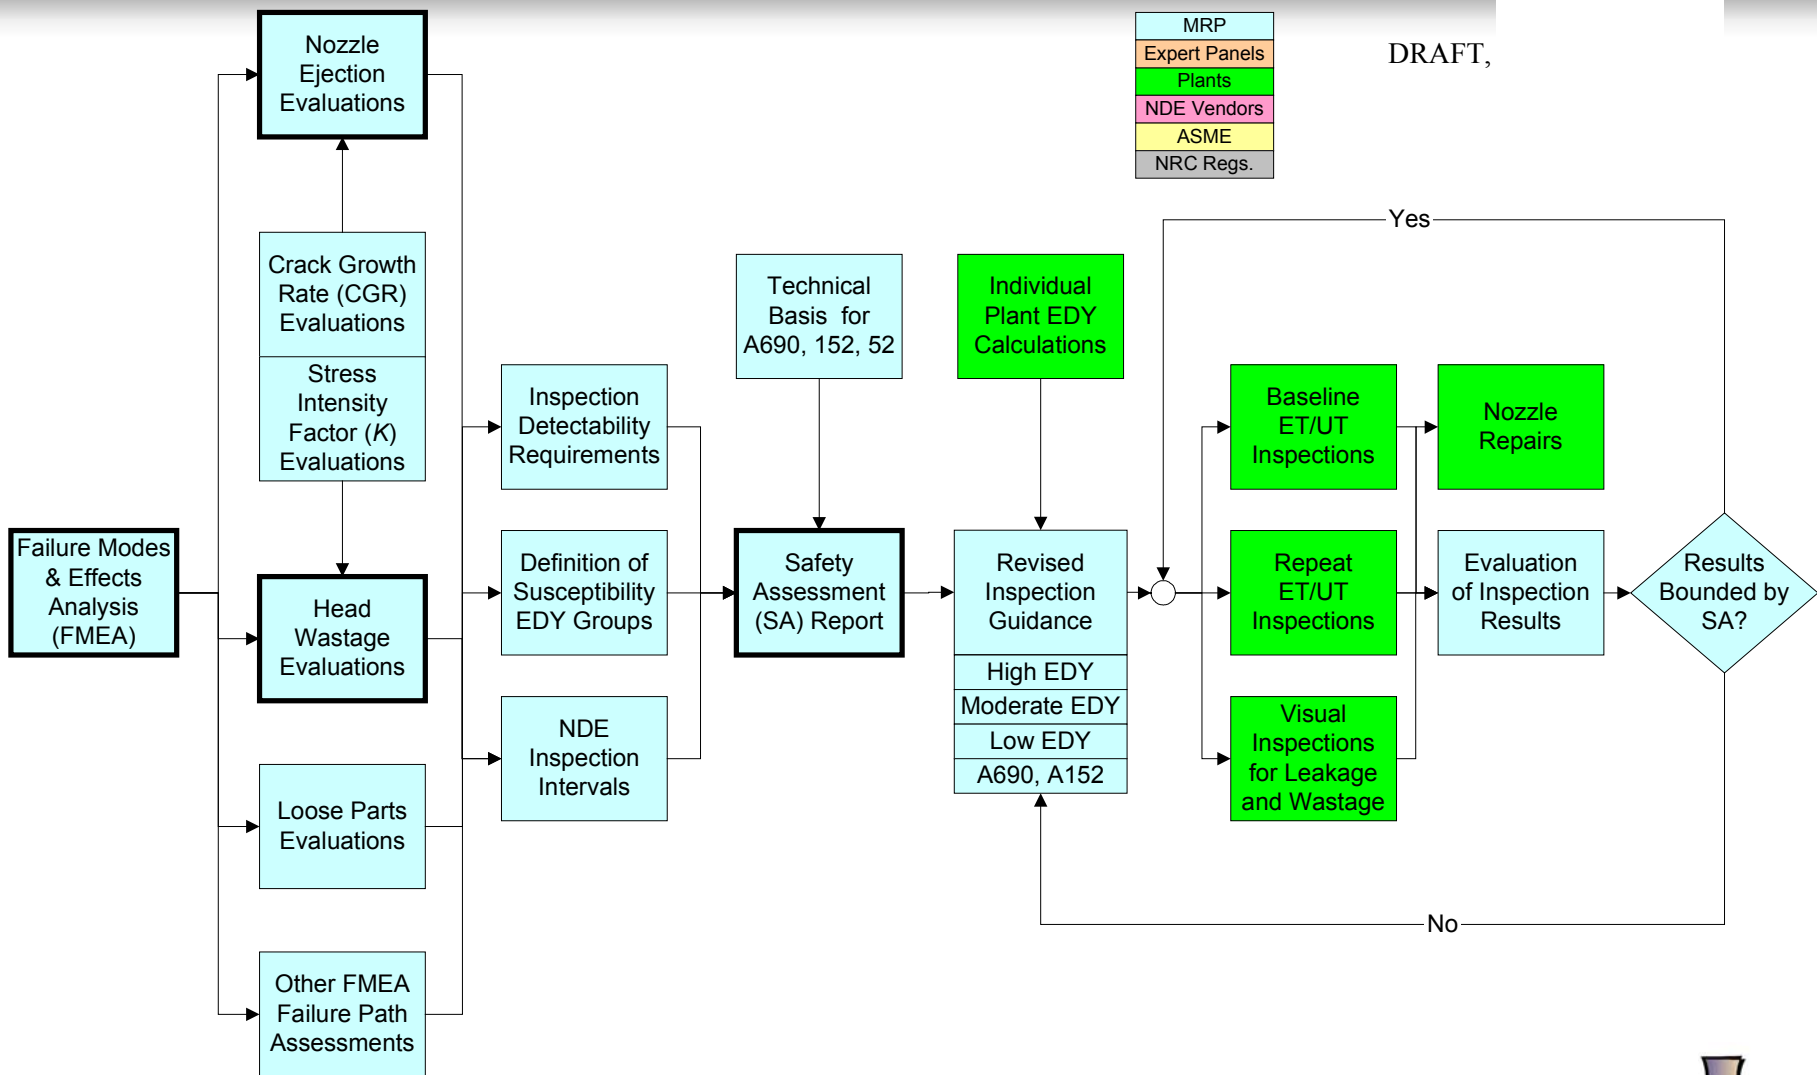 MRP
Expert Panels
Plants
NDE Vendors
ASME
NRC Regs.
DRAFT,
Failure Modes
& Effects
Analysis
(FMEA)
Nozzle
Ejection
Evaluations
Crack Growth
Rate (CGR)
Evaluations
Stress
Intensity
Factor (K)
Evaluations
Head
Wastage
Evaluations
Loose Parts
Evaluations
Other FMEA
Failure Path
Assessments
Inspection
Detectability
Requirements
Definition of
Susceptibility
EDY Groups
NDE
Inspection
Intervals
Technical
Basis for
A690, 152, 52
Safety
Assessment
(SA) Report
Individual
Plant EDY
Calculations
Revised
Inspection
Guidance
High EDY
Moderate EDY
Low EDY
A690, A152
Baseline
ET/UT
Inspections
Repeat
ET/UT
Inspections
Visual
Inspections
for Leakage
and Wastage
Nozzle
Repairs
Evaluation
of Inspection
Results
Results
Bounded by
SA?
Yes
No